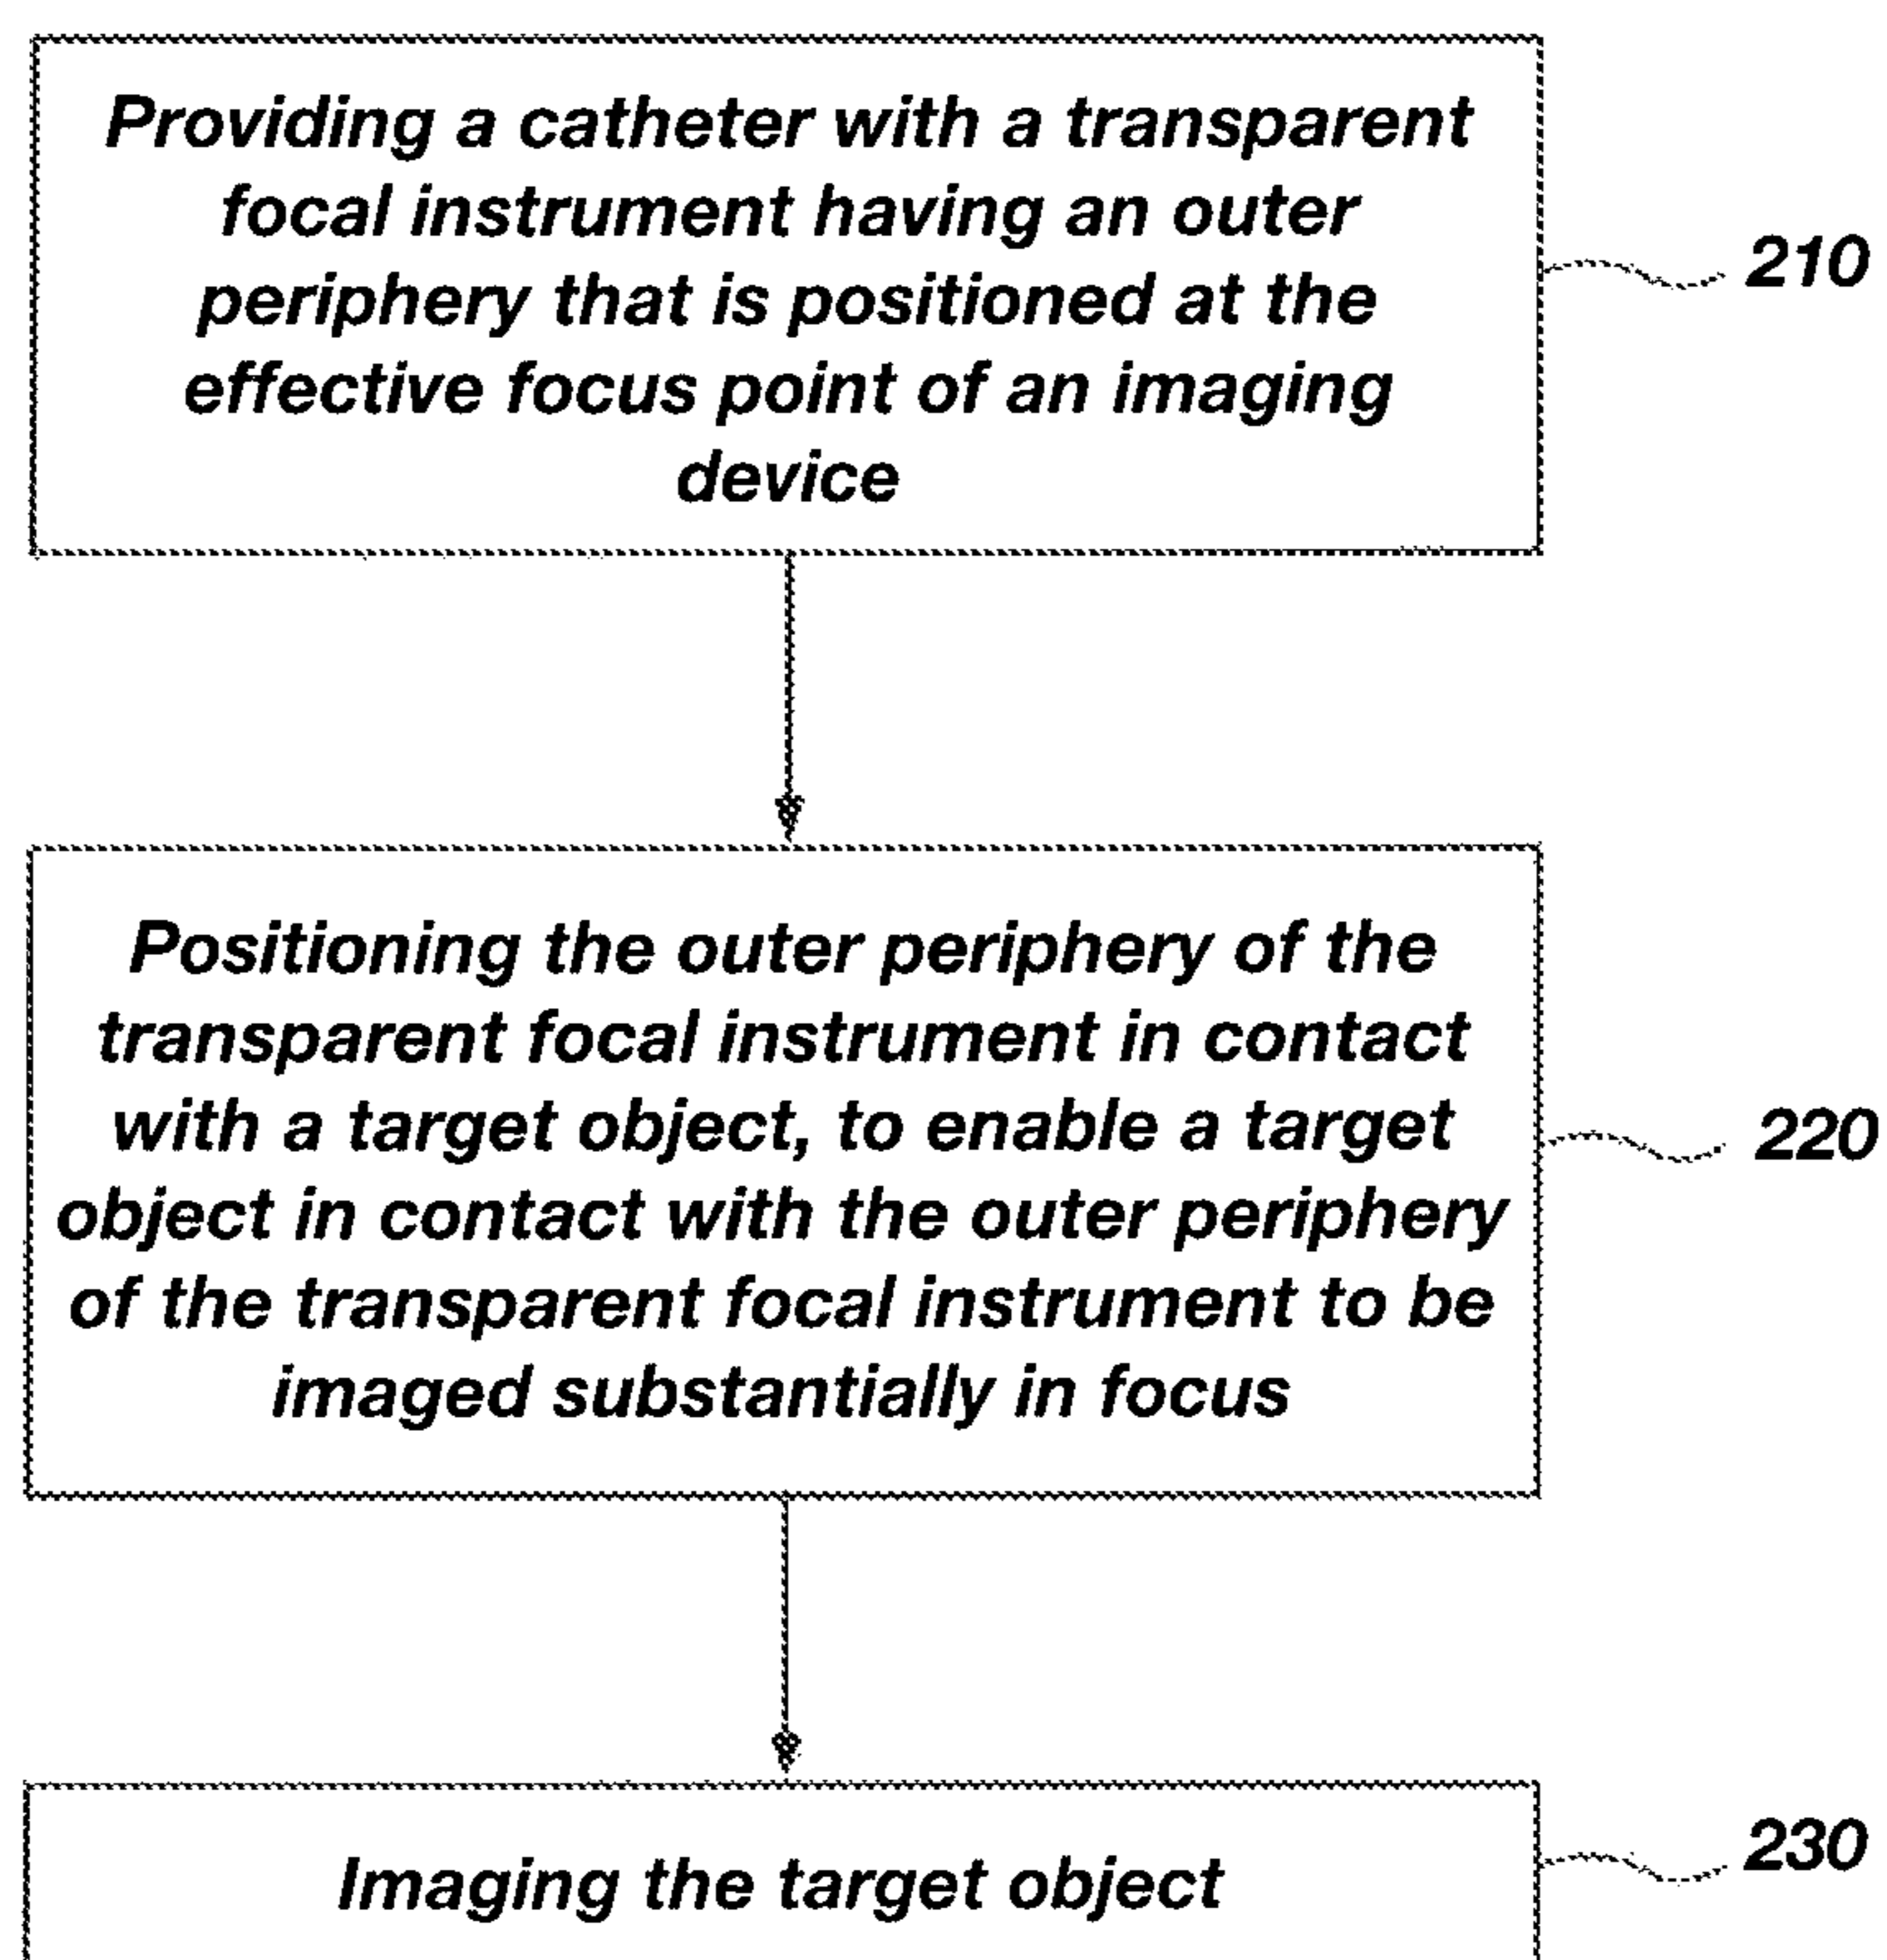 Providing a catheter with a transparent
focal instrument having an outer
periphery that is positioned at the
effective focus point of an imaging
device
210
Positioning the outer periphery of the
transparent focal instrument in contact
with a target object, to enable a target
object in contact with the outer periphery
of the transparent focal instrument to be
imaged substantially in focus
220
Imaging the target object
230